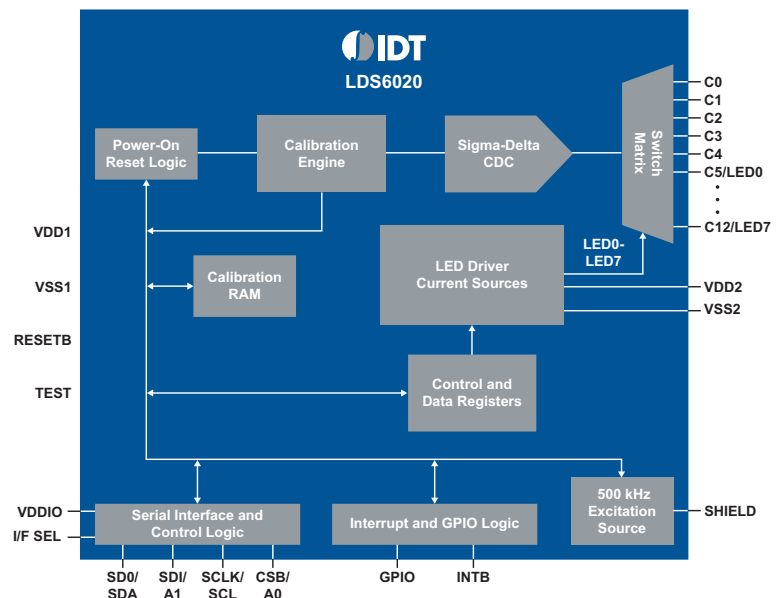 IDT
LDS6020
Power-On
Reset Logic
Calibration
Engine
Sigma-Delta
CDC
Switch
Matrix
C0
C1
C2
C3
C4
C5/LED0
C12/LED7
VDD1
VSS1
RESETB
TEST
Calibration
RAM
LED Driver
Current Sources
LED0-
LED7
VDD2
VSS2
Control and
Data Registers
VDDIO
I/F SEL
Serial Interface and
Control Logic
Interrupt and GPIO Logic
500 kHz
Excitation
Source
SHIELD
SD0/
SDA
SDI/
A1
SCLK/
SCL
CSB/
A0
GPIO
INTB